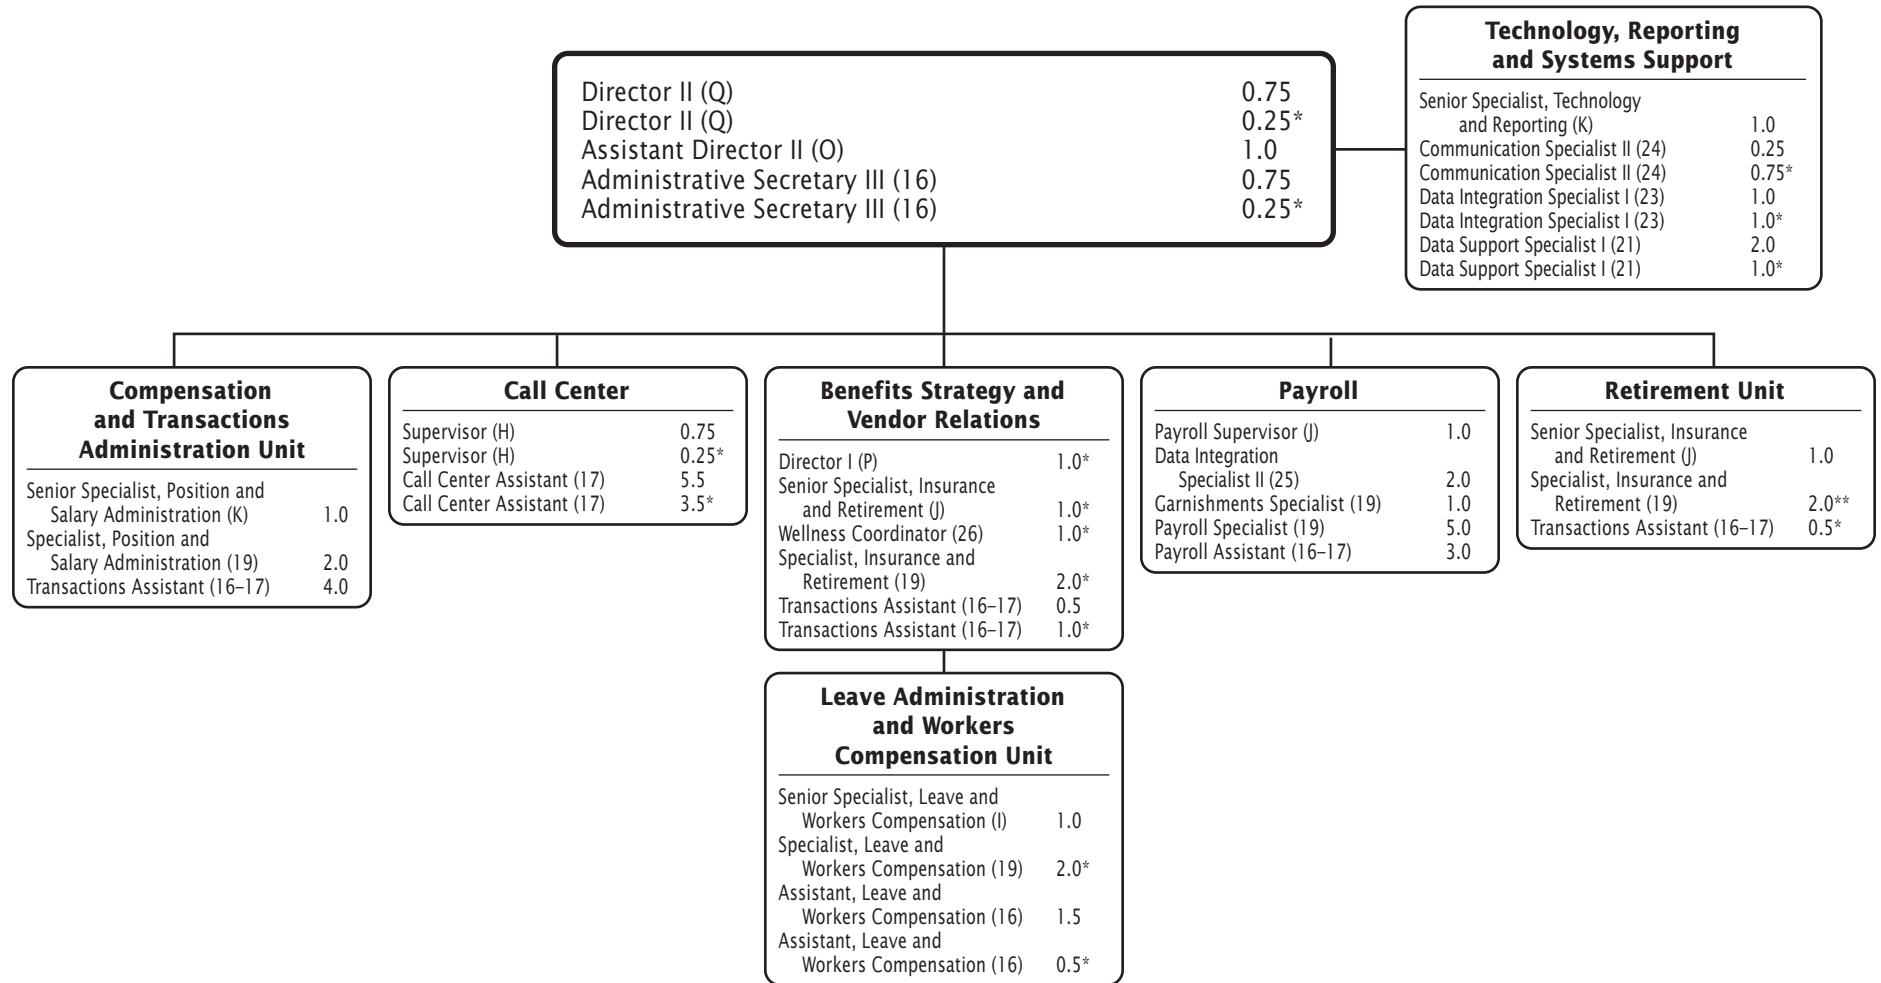 Director II (Q) 0.75
Director II (Q) 0.25*
Assistant Director II (O) 1.0
Administrative Secretary III (16) 0.75
Administrative Secretary III (16) 0.25*
Technology, Reporting
and Systems Support
Senior Specialist, Technology
and Reporting (K) 1.0
Communication Specialist II (24) 0.25
Communication Specialist II (24) 0.75*
Data Integration Specialist I (23) 1.0
Data Integration Specialist I (23) 1.0*
Data Support Specialist I (21) 2.0
Data Support Specialist I (21) 1.0*
Compensation
and Transactions
Administration Unit
Senior Specialist, Position and
Salary Administration (K) 1.0
Specialist, Position and
Salary Administration (19) 2.0
Transactions Assistant (16–17) 4.0
Call Center
Supervisor (H) 0.75
Supervisor (H) 0.25*
Call Center Assistant (17) 5.5
Call Center Assistant (17) 3.5*
Benefits Strategy and
Vendor Relations
Director I (P) 1.0*
Senior Specialist, Insurance
and Retirement (J) 1.0*
Wellness Coordinator (26) 1.0*
Specialist, Insurance and
Retirement (19) 2.0*
Transactions Assistant (16–17) 0.5
Transactions Assistant (16–17) 1.0*
Payroll
Payroll Supervisor (J) 1.0
Data Integration
Specialist II (25) 2.0
Garnishments Specialist (19) 1.0
Payroll Specialist (19) 5.0
Payroll Assistant (16–17) 3.0
Retirement Unit
Senior Specialist, Insurance
and Retirement (J) 1.0
Specialist, Insurance and
Retirement (19) 2.0**
Transactions Assistant (16–17) 0.5*
Leave Administration
and Workers
Compensation Unit
Senior Specialist, Leave and
Workers Compensation (I) 1.0
Specialist, Leave and
Workers Compensation (19) 2.0*
Assistant, Leave and
Workers Compensation (16) 1.5
Assistant, Leave and
Workers Compensation (16) 0.5*